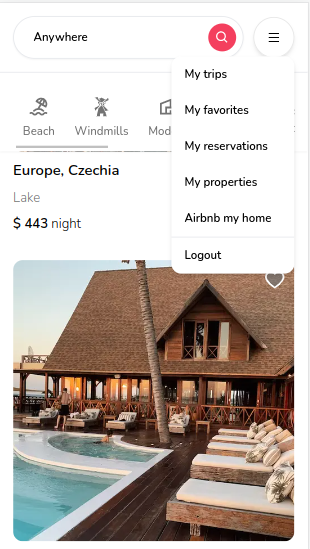 Anywhere
My trips
My favorites
My reservations
My properties
Airbnb my home
Logout
Beach
Windmills
Mod
Europe, Czechia
Lake
$ 443 night